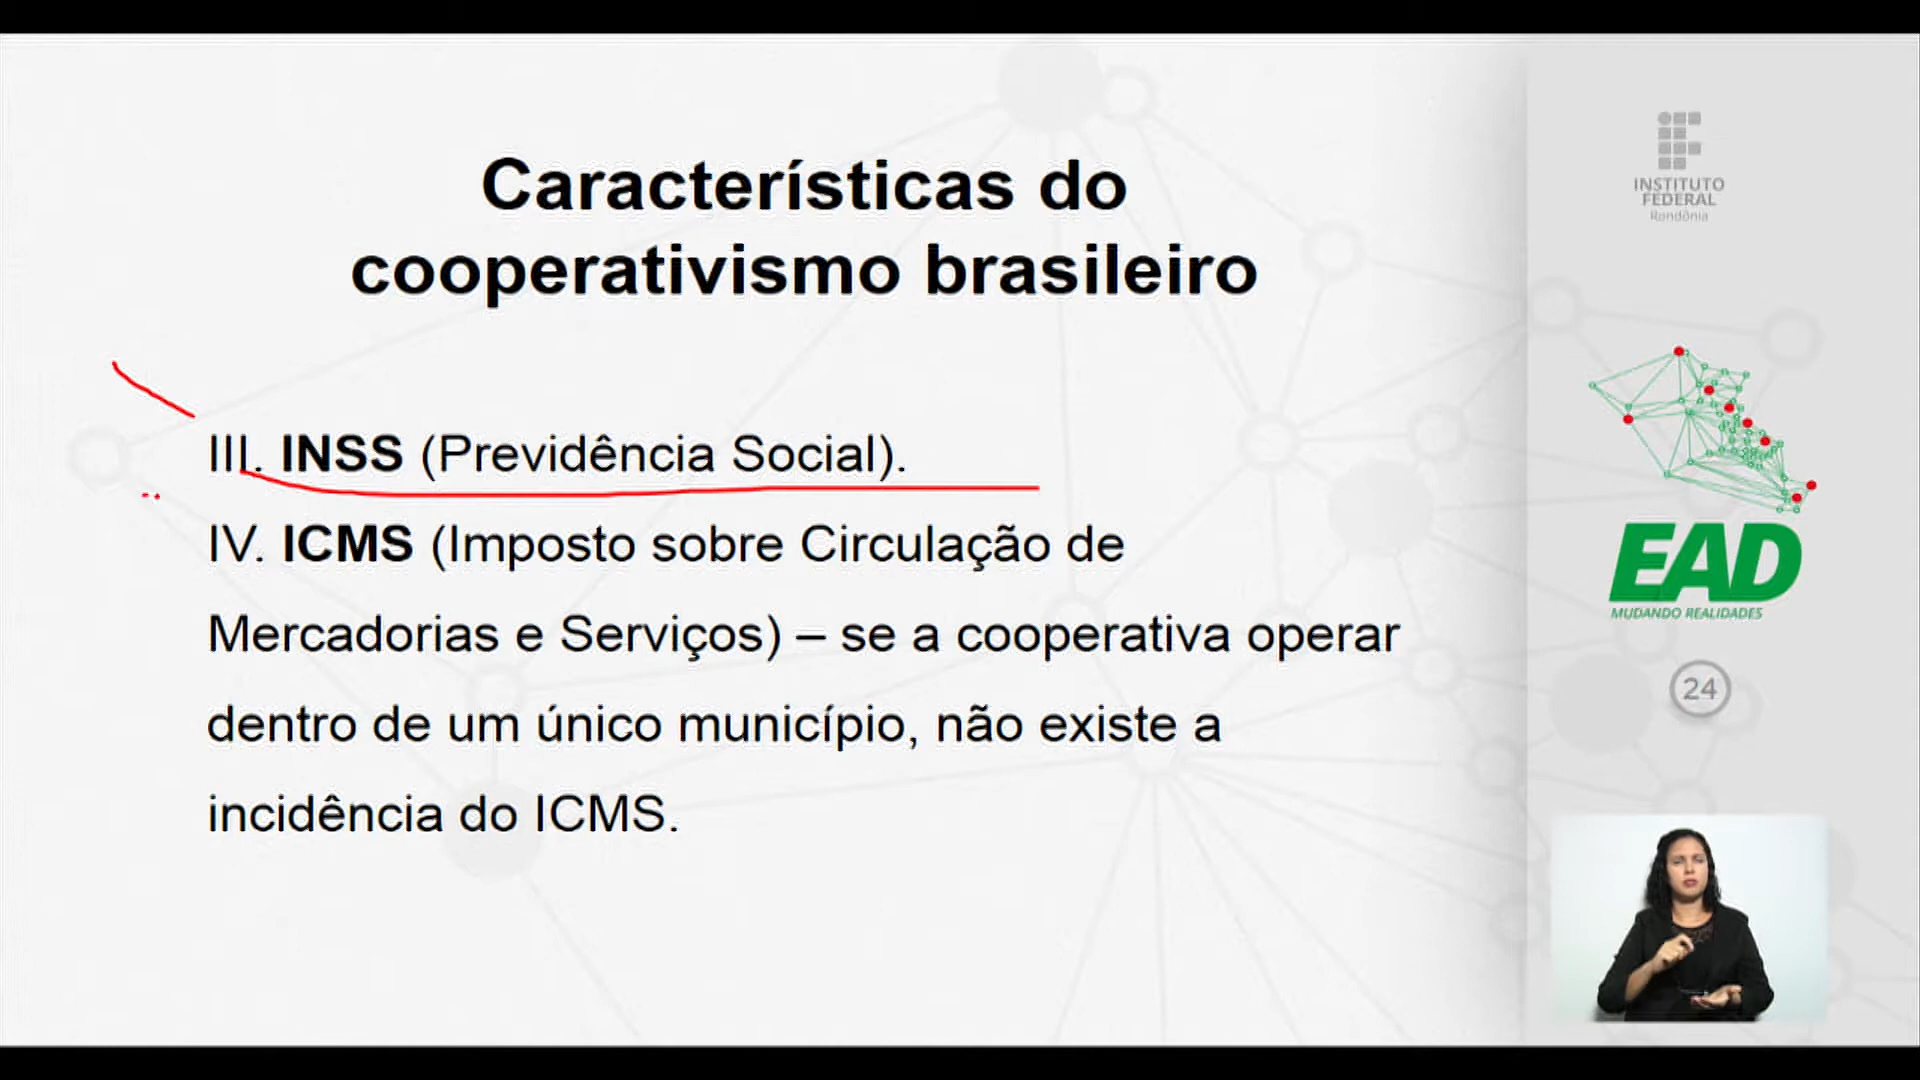 Características do
cooperativismo brasileiro
III. INSS (Previdência Social).
IV. ICMS (Imposto sobre Circulação de
Mercadorias e Serviços) – se a cooperativa operar
dentro de um único município, não existe a
incidência do ICMS.
INSTITUTO
FEDERAL
Rondônia
EAD
MUDANDO REALIDADES
24